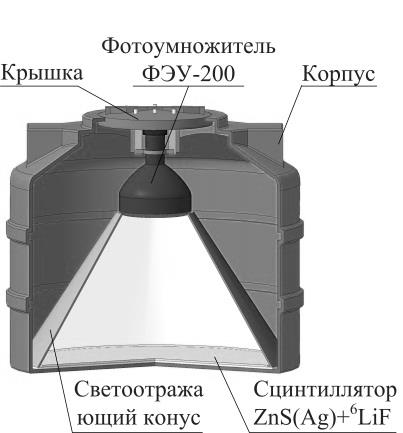 Фотоумножитель
ФЭУ-200
Крышка
Корпус
Светоотража
ющий конус
Сцинтиллятор
ZnS(Ag)+⁶LiF